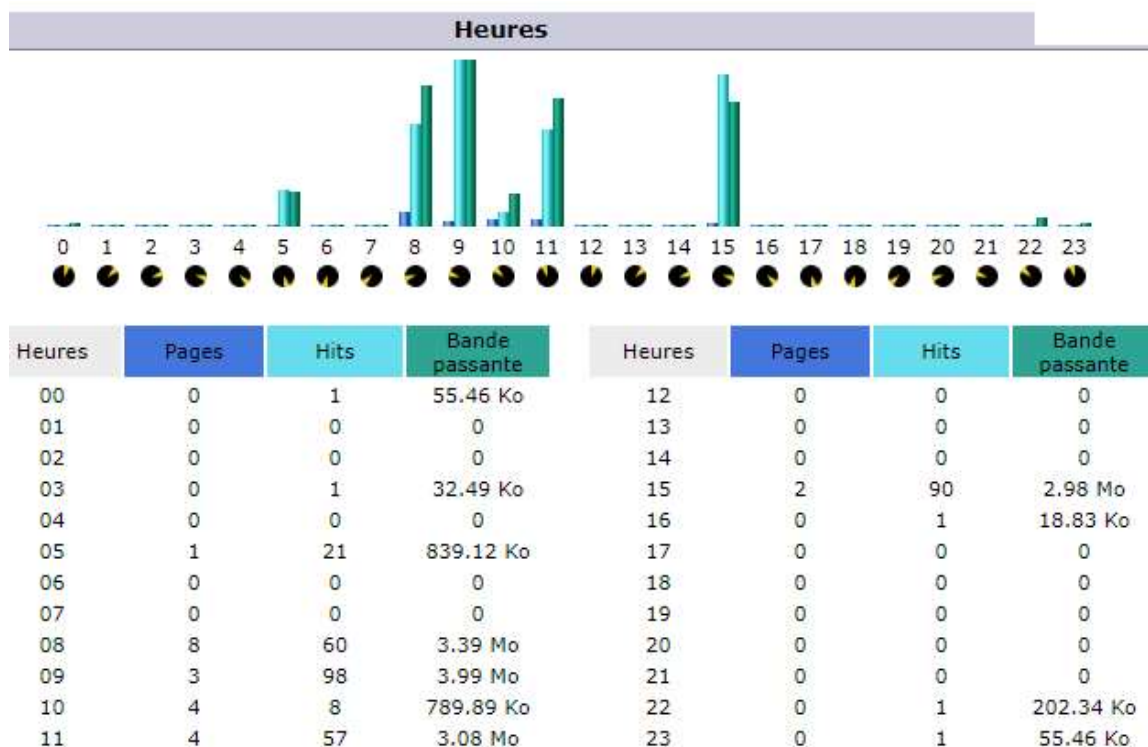 Heures
0 1 2 3 4 5 6 7 8 9 10 11 12 13 14 15 16 17 18 19 20 21 22 23
Heures Pages Hits Bande passante Heures Pages Hits Bande passante
00 0 1 55.46 Ko 12 0 0 0
01 0 0 0 13 0 0 0
02 0 0 0 14 0 0 0
03 0 1 32.49 Ko 15 2 90 2.98 Mo
04 0 0 0 16 0 1 18.83 Ko
05 1 21 839.12 Ko 17 0 0 0
06 0 0 0 18 0 0 0
07 0 0 0 19 0 0 0
08 8 60 3.39 Mo 20 0 0 0
09 3 98 3.99 Mo 21 0 0 0
10 4 8 789.89 Ko 22 0 1 202.34 Ko
11 4 57 3.08 Mo 23 0 1 55.46 Ko